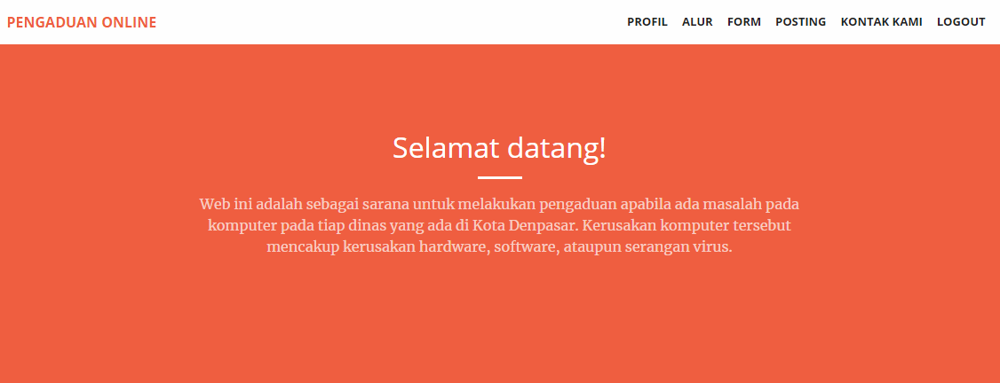 PENGADUAN ONLINE
PROFIL ALUR FORM POSTING KONTAK KAMI LOGOUT
Selamat datang!
Web ini adalah sebagai sarana untuk melakukan pengaduan apabila ada masalah pada
komputer pada tiap dinas yang ada di Kota Denpasar. Kerusakan komputer tersebut
mencakup kerusakan hardware, software, ataupun serangan virus.